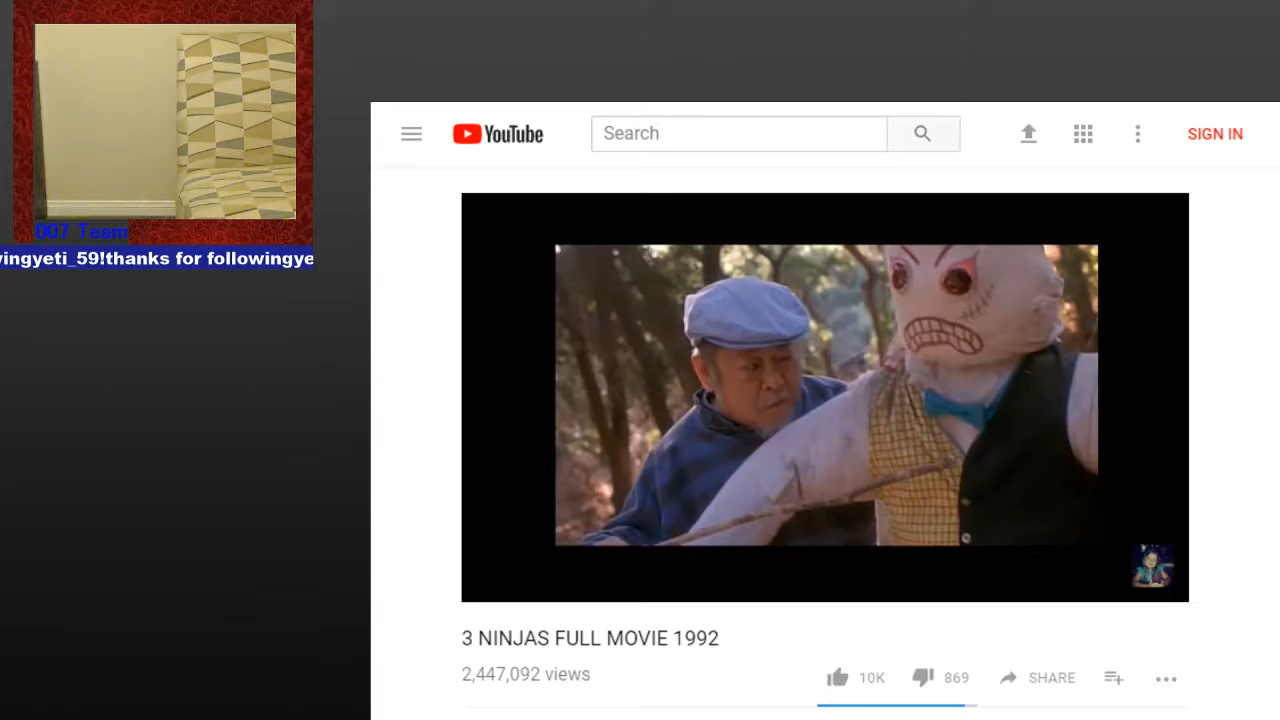 YouTube
Search
SIGN IN
007 Team
vingyeti_59!thanks for followingye
3 NINJAS FULL MOVIE 1992
2,447,092 views
10K
869
SHARE